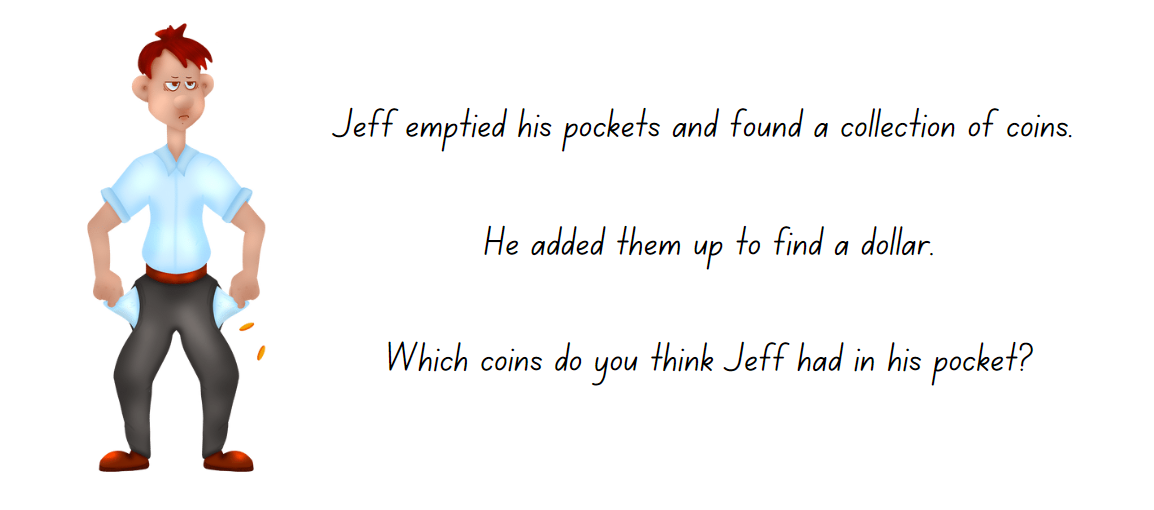 Jeff emptied his pockets and found a collection of coins.
He added them up to find a dollar.
Which coins do you think Jeff had in his pocket?